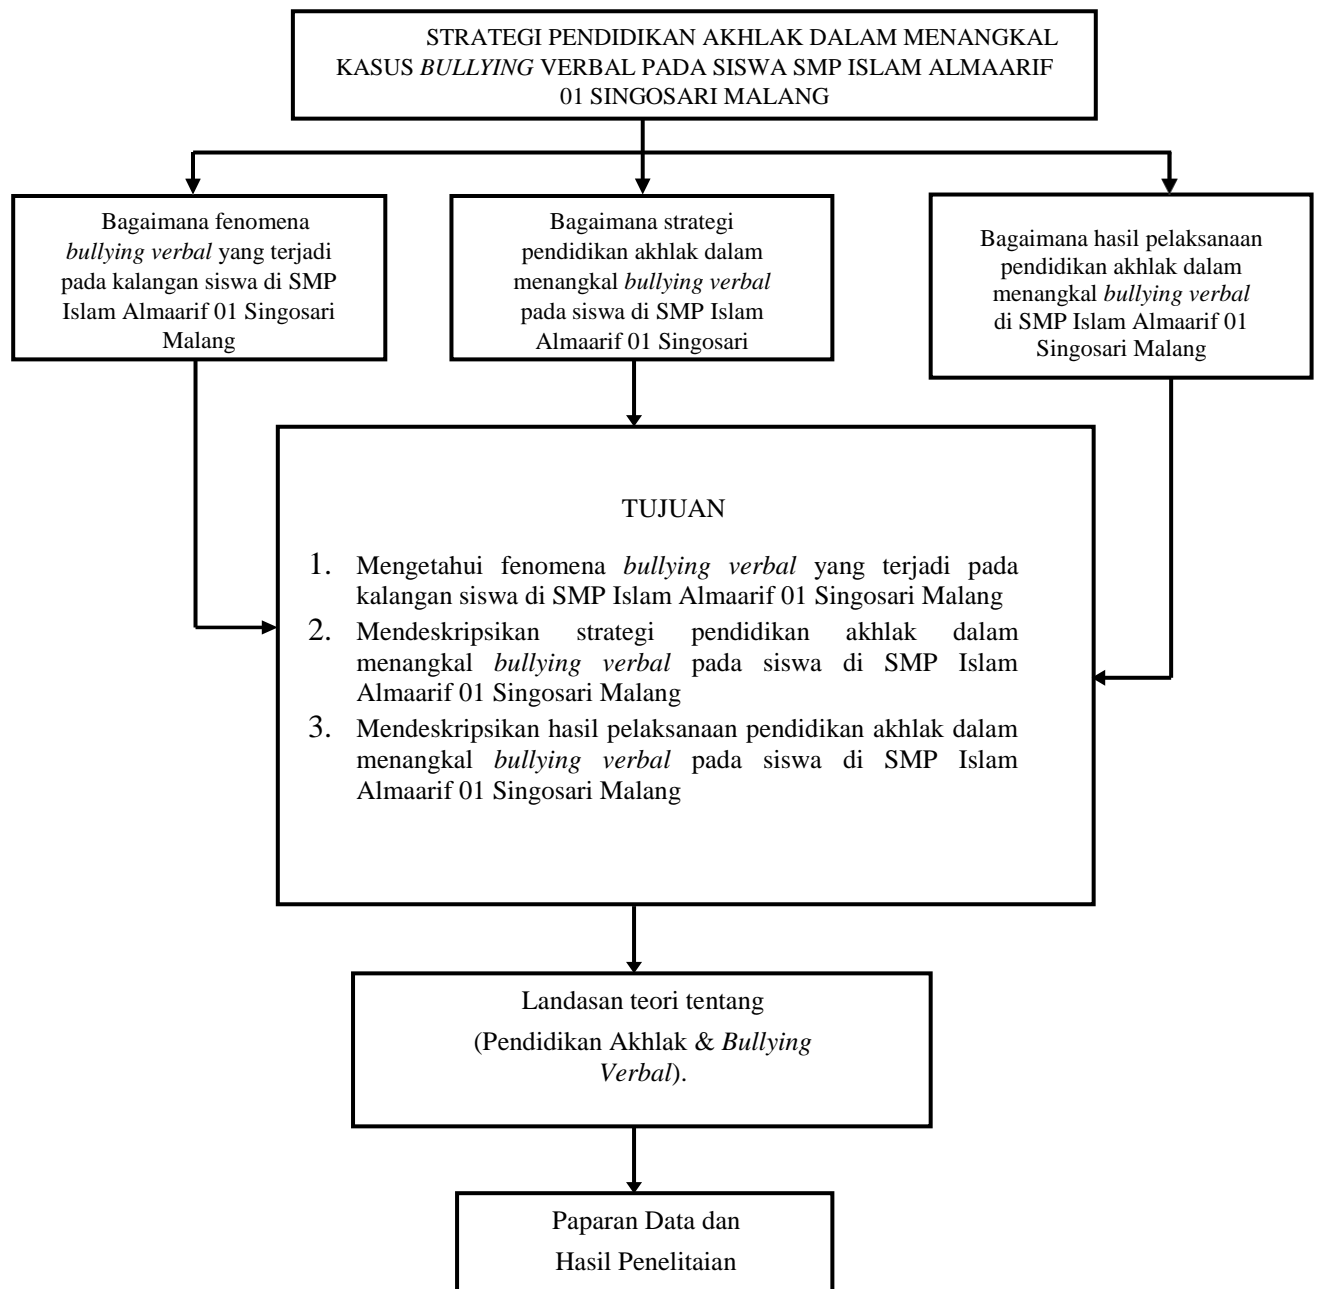 STRATEGI PENDIDIKAN AKHLAK DALAM MENANGKAL
KASUS BULLYING VERBAL PADA SISWA SMP ISLAM ALMAARIF
01 SINGOSARI MALANG
Bagaimana fenomena
bullying verbal yang terjadi
pada kalangan siswa di SMP
Islam Almaarif 01 Singosari
Malang
Bagaimana strategi
pendidikan akhlak dalam
menangkal bullying verbal
pada siswa di SMP Islam
Almaarif 01 Singosari
Bagaimana hasil pelaksanaan
pendidikan akhlak dalam
menangkal bullying verbal
di SMP Islam Almaarif 01
Singosari Malang
TUJUAN
1. Mengetahui fenomena bullying verbal yang terjadi pada
kalangan siswa di SMP Islam Almaarif 01 Singosari Malang
2. Mendeskripsikan strategi pendidikan akhlak dalam
menangkal bullying verbal pada siswa di SMP Islam
Almaarif 01 Singosari Malang
3. Mendeskripsikan hasil pelaksanaan pendidikan akhlak dalam
menangkal bullying verbal pada siswa di SMP Islam
Almaarif 01 Singosari Malang
Landasan teori tentang
(Pendidikan Akhlak & Bullying
Verbal).
Paparan Data dan
Hasil Penelitaian